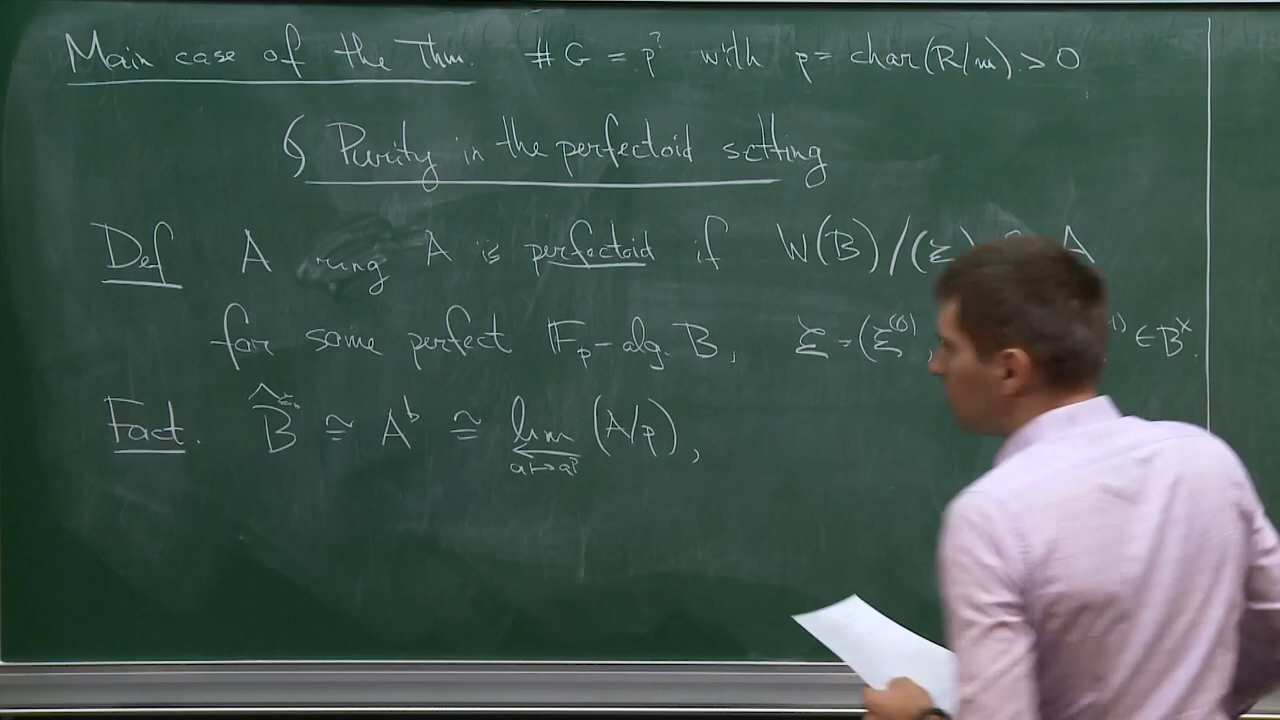 Main case of the Thm. # G = p^? with p = char(R/m) > 0
§ Purity in the perfectoid setting
Def A ring A is perfectoid if W(B)/(ξ) A
for some perfect 𝔽_p-alg. B, ξ = (ξ^(0) ∈ B^×.
Fact. B̂ ≅ A^♭ ≅ lim (A/p),
a ↦ a^p